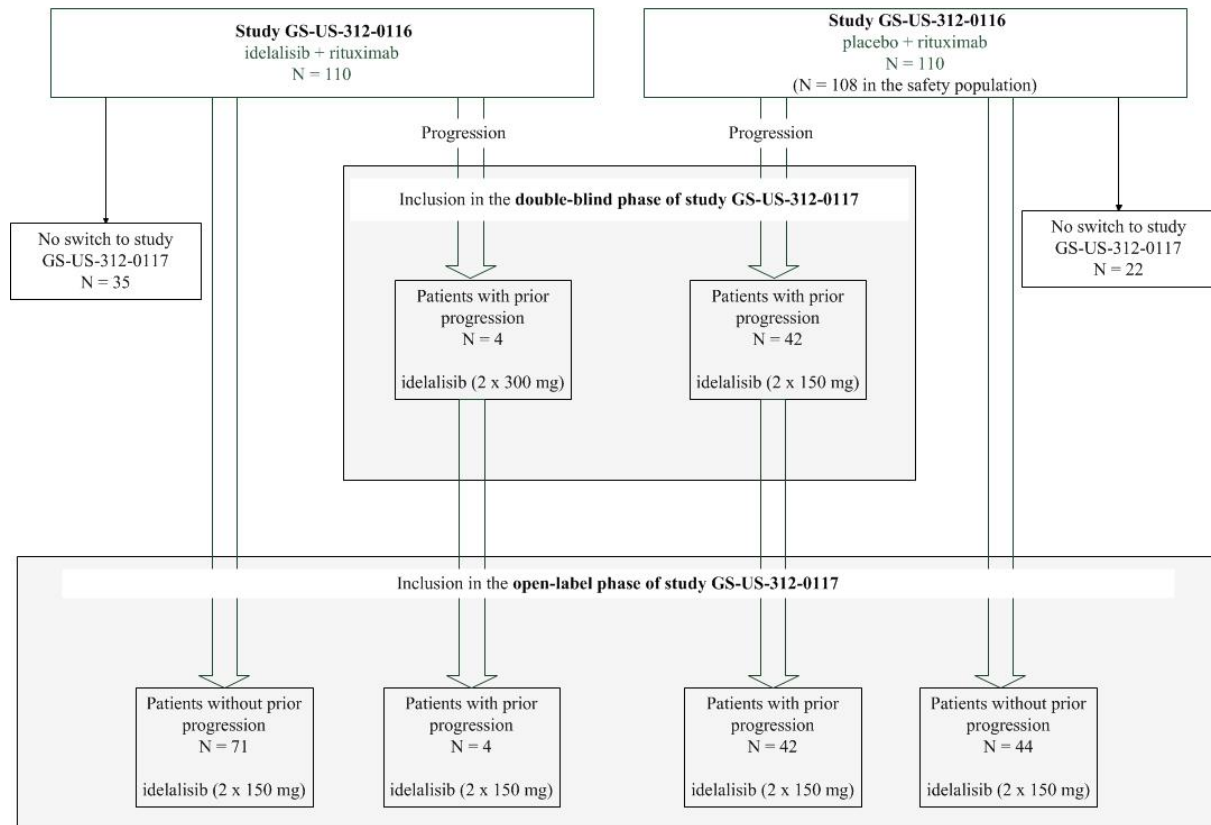 Study GS-US-312-0116
idelalisib + rituximab
N = 110
Study GS-US-312-0116
placebo + rituximab
N = 110
(N = 108 in the safety population)
Progression
Progression
Inclusion in the double-blind phase of study GS-US-312-0117
No switch to study
GS-US-312-0117
N = 35
No switch to study
GS-US-312-0117
N = 22
Patients with prior
progression
N = 4
idelalisib (2 x 300 mg)
Patients with prior
progression
N = 42
idelalisib (2 x 150 mg)
Inclusion in the open-label phase of study GS-US-312-0117
Patients without prior
progression
N = 71
idelalisib (2 x 150 mg)
Patients with prior
progression
N = 4
idelalisib (2 x 150 mg)
Patients with prior
progression
N = 42
idelalisib (2 x 150 mg)
Patients without prior
progression
N = 44
idelalisib (2 x 150 mg)